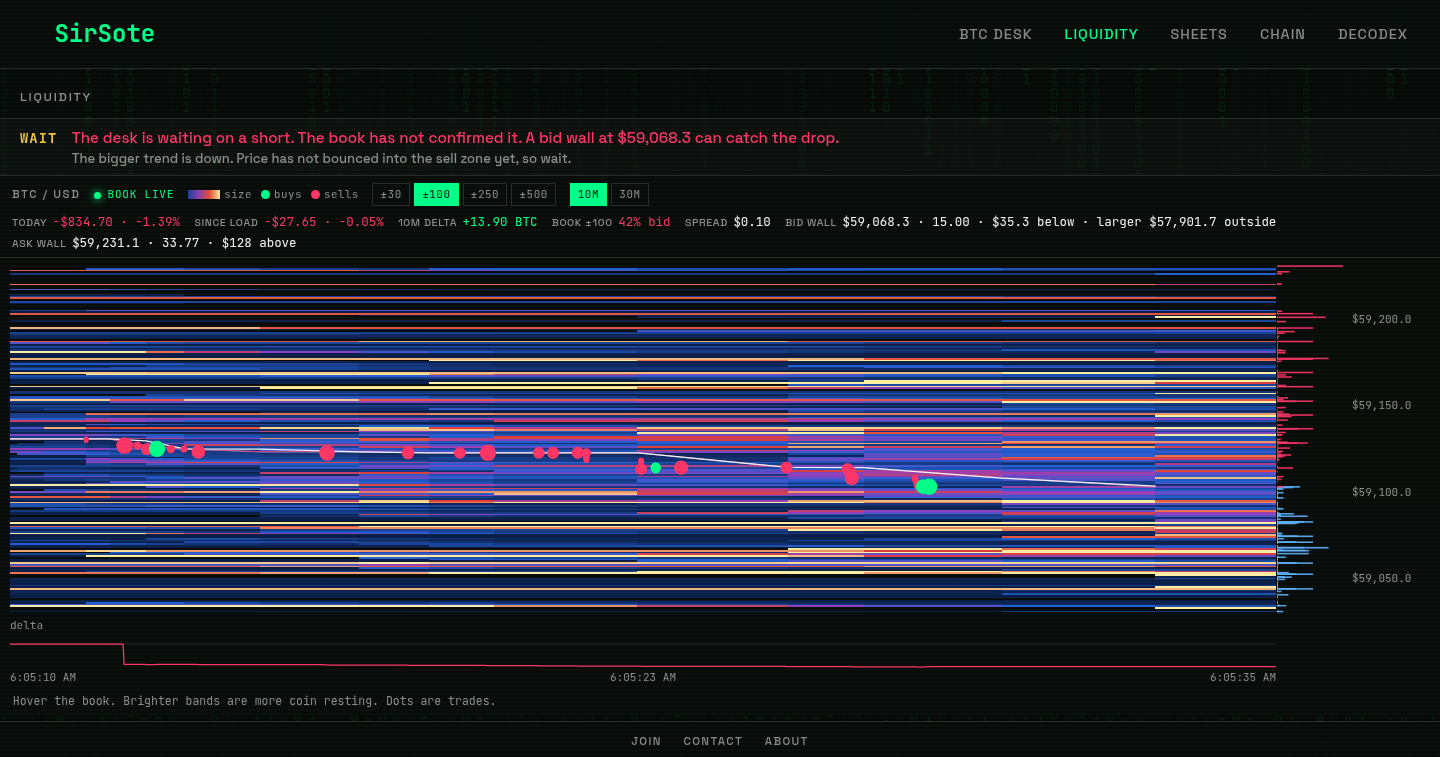 SirSote
BTC DESK LIQUIDITY SHEETS CHAIN DECODEX
LIQUIDITY
WAIT The desk is waiting on a short. The book has not confirmed it. A bid wall at $59,068.3 can catch the drop.
The bigger trend is down. Price has not bounced into the sell zone yet, so wait.
BTC / USD BOOK LIVE size buys sells ±30 ±100 ±250 ±500 10M 30M
TODAY -$834.70 · -1.39% SINCE LOAD -$27.65 · -0.05% 10M DELTA +13.90 BTC BOOK ±100 42% bid SPREAD $0.10 BID WALL $59,068.3 · 15.00 · $35.3 below · larger $57,901.7 outside
ASK WALL $59,231.1 · 33.77 · $128 above
$59,200.0
$59,150.0
$59,100.0
$59,050.0
delta
6:05:10 AM 6:05:23 AM 6:05:35 AM
Hover the book. Brighter bands are more coin resting. Dots are trades.
JOIN CONTACT ABOUT